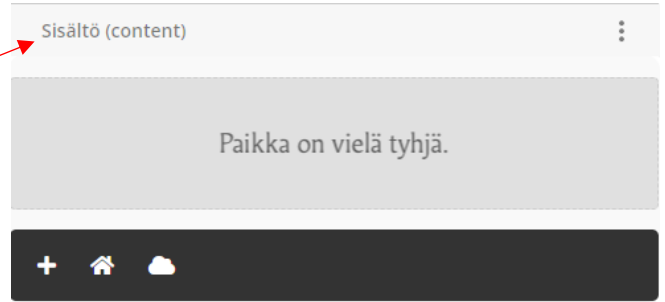 Sisältö (content)
Paikka on vielä tyhjä.